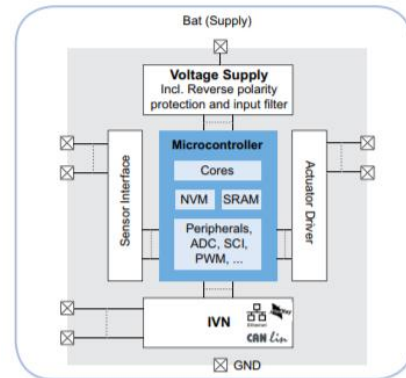 Bat (Supply)
Voltage Supply
Incl. Reverse polarity
protection and input filter
Microcontroller
Cores
NVM
SRAM
Peripherals,
ADC, SCI,
PWM, ...
Sensor Interface
Actuator Driver
IVN
Ethernet
CAN Lin
GND